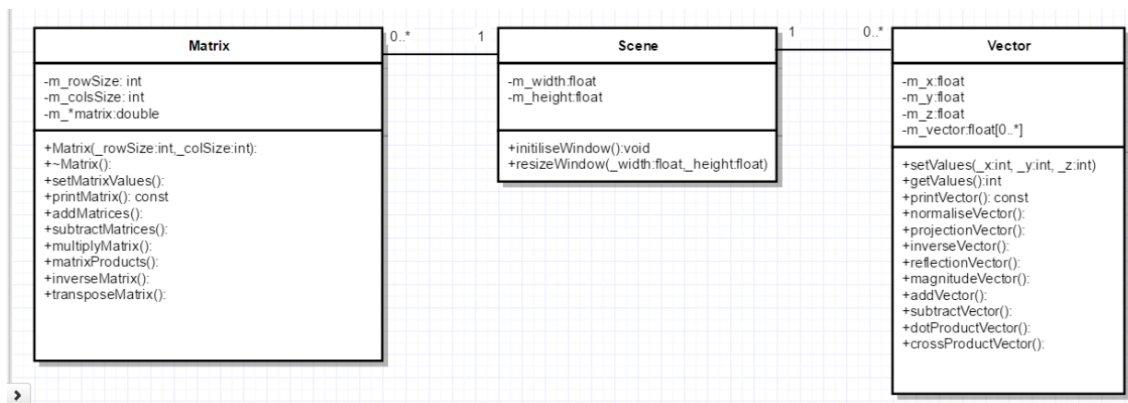 Matrix
-m_rowSize: int
-m_colsSize: int
-m_*matrix:double
+Matrix(_rowSize:int,_colSize:int):
+~Matrix():
+setMatrixValues():
+printMatrix(): const
+addMatrices():
+subtractMatrices():
+multiplyMatrix():
+matrixProducts():
+inverseMatrix():
+transposeMatrix():
0..*
1
Scene
-m_width:float
-m_height:float
+initiliseWindow():void
+resizeWindow(_width:float,_height:float)
1
0..*
Vector
-m_x:float
-m_y:float
-m_z:float
-m_vector:float[0..*]
+setValues(_x:int, _y:int, _z:int)
+getValues():int
+printVector(): const
+normaliseVector():
+projectionVector():
+inverseVector():
+reflectionVector():
+magnitudeVector():
+addVector():
+subtractVector():
+dotProductVector():
+crossProductVector():